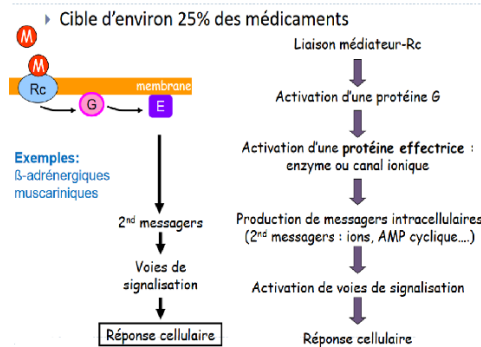 Cible d'environ 25% des médicaments
M
M
Rc
membrane
G
E
Exemples:
ß-adrénergiques
muscariniques
2nd messagers
Voies de
signalisation
Réponse cellulaire
Liaison médiateur-Rc
Activation d'une protéine G
Activation d'une protéine effectrice :
enzyme ou canal ionique
Production de messagers intracellulaires
(2nd messagers : ions, AMP cyclique....)
Activation de voies de signalisation
Réponse cellulaire